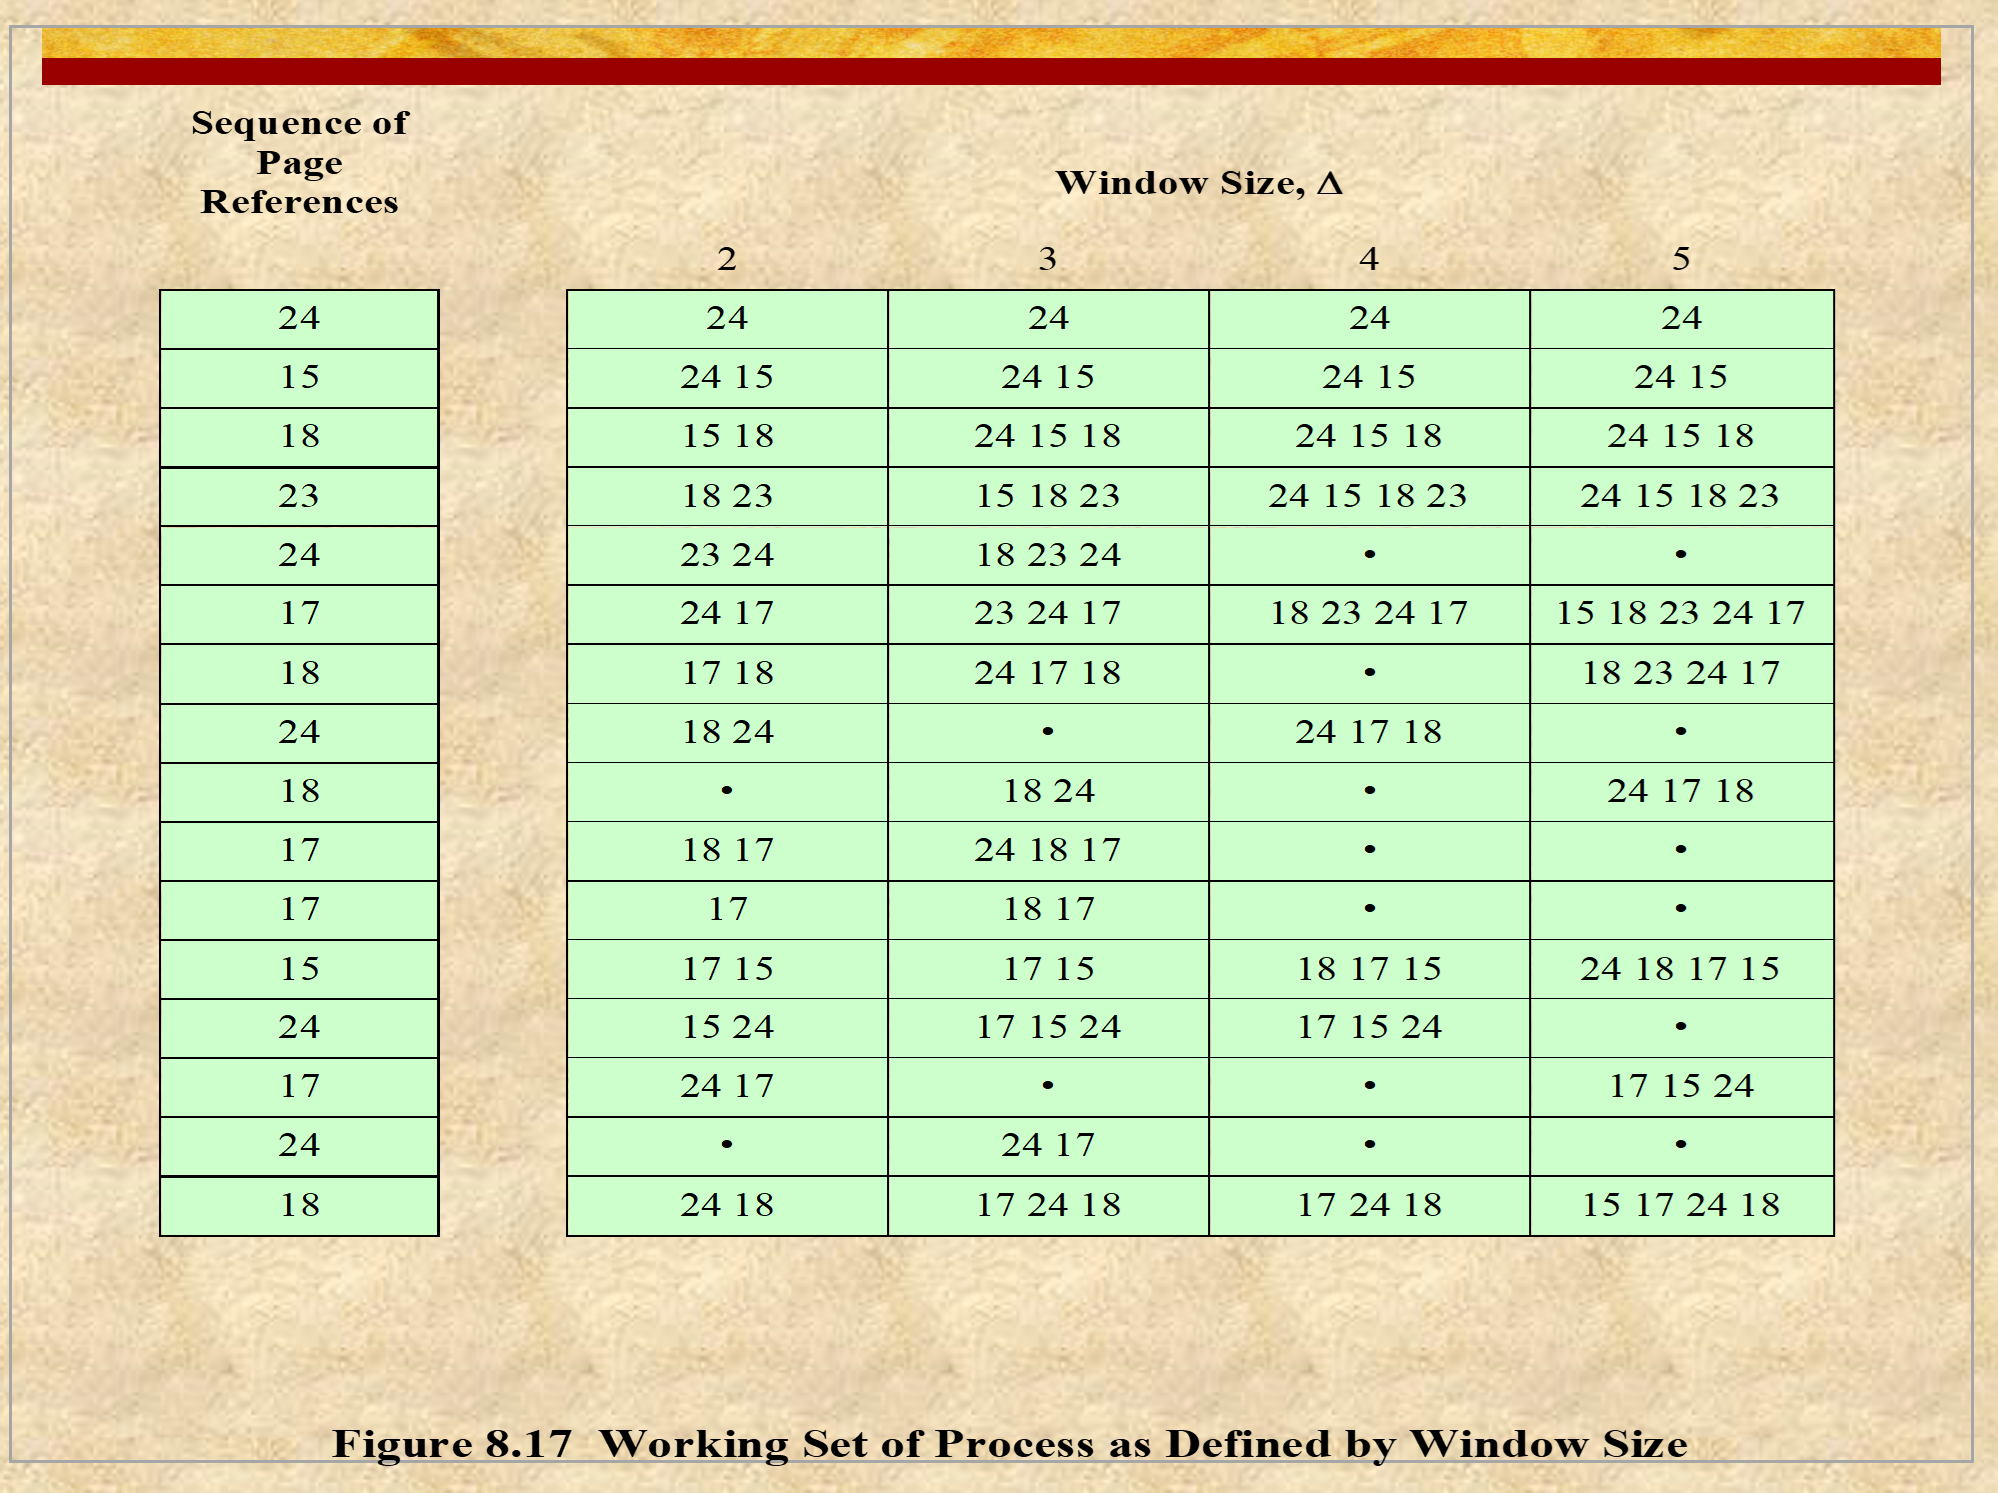 Sequence of
Page
References
Window Size, Δ
2 3 4 5
24 24 24 24 24
15 24 15 24 15 24 15 24 15
18 15 18 24 15 18 24 15 18 24 15 18
23 18 23 15 18 23 24 15 18 23 24 15 18 23
24 23 24 18 23 24 • •
17 24 17 23 24 17 18 23 24 17 15 18 23 24 17
18 17 18 24 17 18 • 18 23 24 17
24 18 24 • 24 17 18 •
18 • 18 24 • 24 17 18
17 18 17 24 18 17 • •
17 17 18 17 • •
15 17 15 17 15 18 17 15 24 18 17 15
24 15 24 17 15 24 17 15 24 •
17 24 17 • • 17 15 24
24 • 24 17 • •
18 24 18 17 24 18 17 24 18 15 17 24 18
Figure 8.17 Working Set of Process as Defined by Window Size